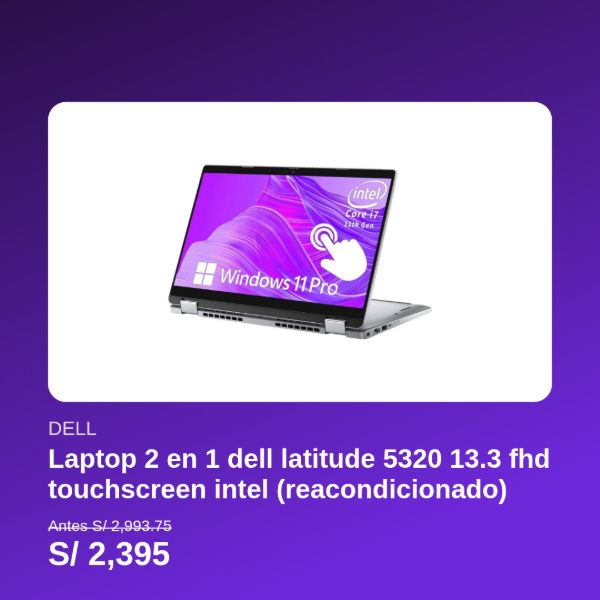 intel
Core i7
11th Gen
Windows 11 Pro
DELL
Laptop 2 en 1 dell latitude 5320 13.3 fhd
touchscreen intel (reacondicionado)
Antes S/ 2,993.75
S/ 2,395